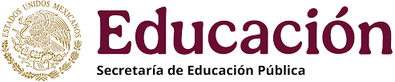 ESTADOS UNIDOS MEXICANOS
Educación
Secretaría de Educación Pública